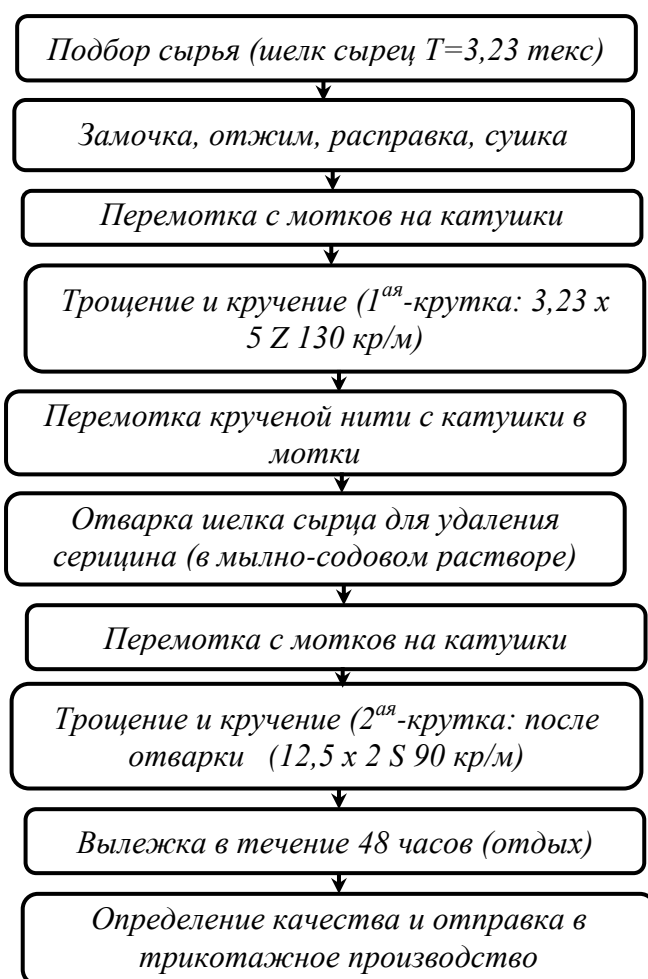 Подбор сырья (шелк сырец Т=3,23 текс)
Замочка, отжим, расправка, сушка
Перемотка с мотков на катушки
Трощение и кручение (1ая-крутка: 3,23 х
5 Z 130 кр/м)
Перемотка крученой нити с катушки в
мотки
Отварка шелка сырца для удаления
серицина (в мылно-содовом растворе)
Перемотка с мотков на катушки
Трощение и кручение (2ая-крутка: после
отварки (12,5 х 2 S 90 кр/м)
Вылежка в течение 48 часов (отдых)
Определение качества и отправка в
трикотажное производство